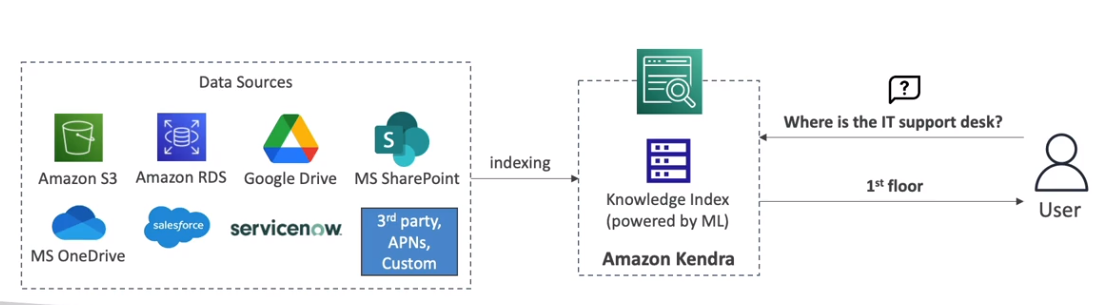 Data Sources
Amazon S3
Amazon RDS
Google Drive
MS SharePoint
S
MS OneDrive
salesforce
servicenow
3rd party,
APNs,
Custom
indexing
Knowledge Index
(powered by ML)
Amazon Kendra
?
Where is the IT support desk?
1st floor
User